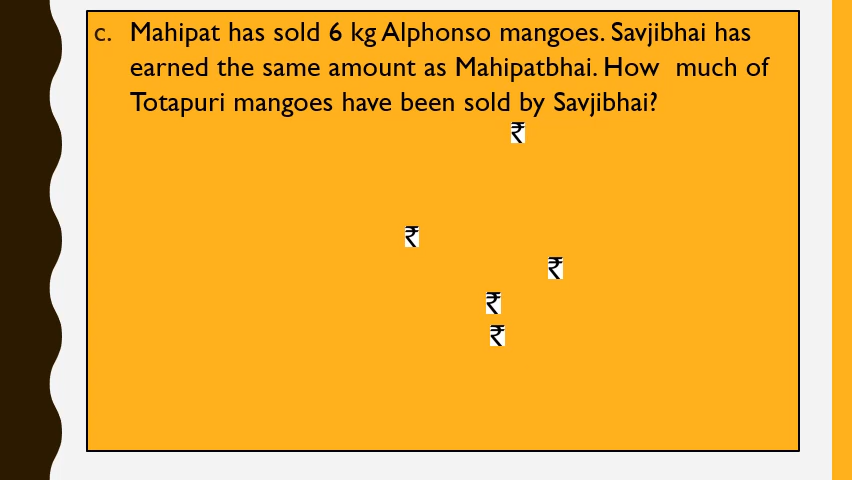 c. Mahipat has sold 6 kg Alphonso mangoes. Savjibhai has
earned the same amount as Mahipatbhai. How much of
Totapuri mangoes have been sold by Savjibhai?
₹
₹
₹
₹
₹